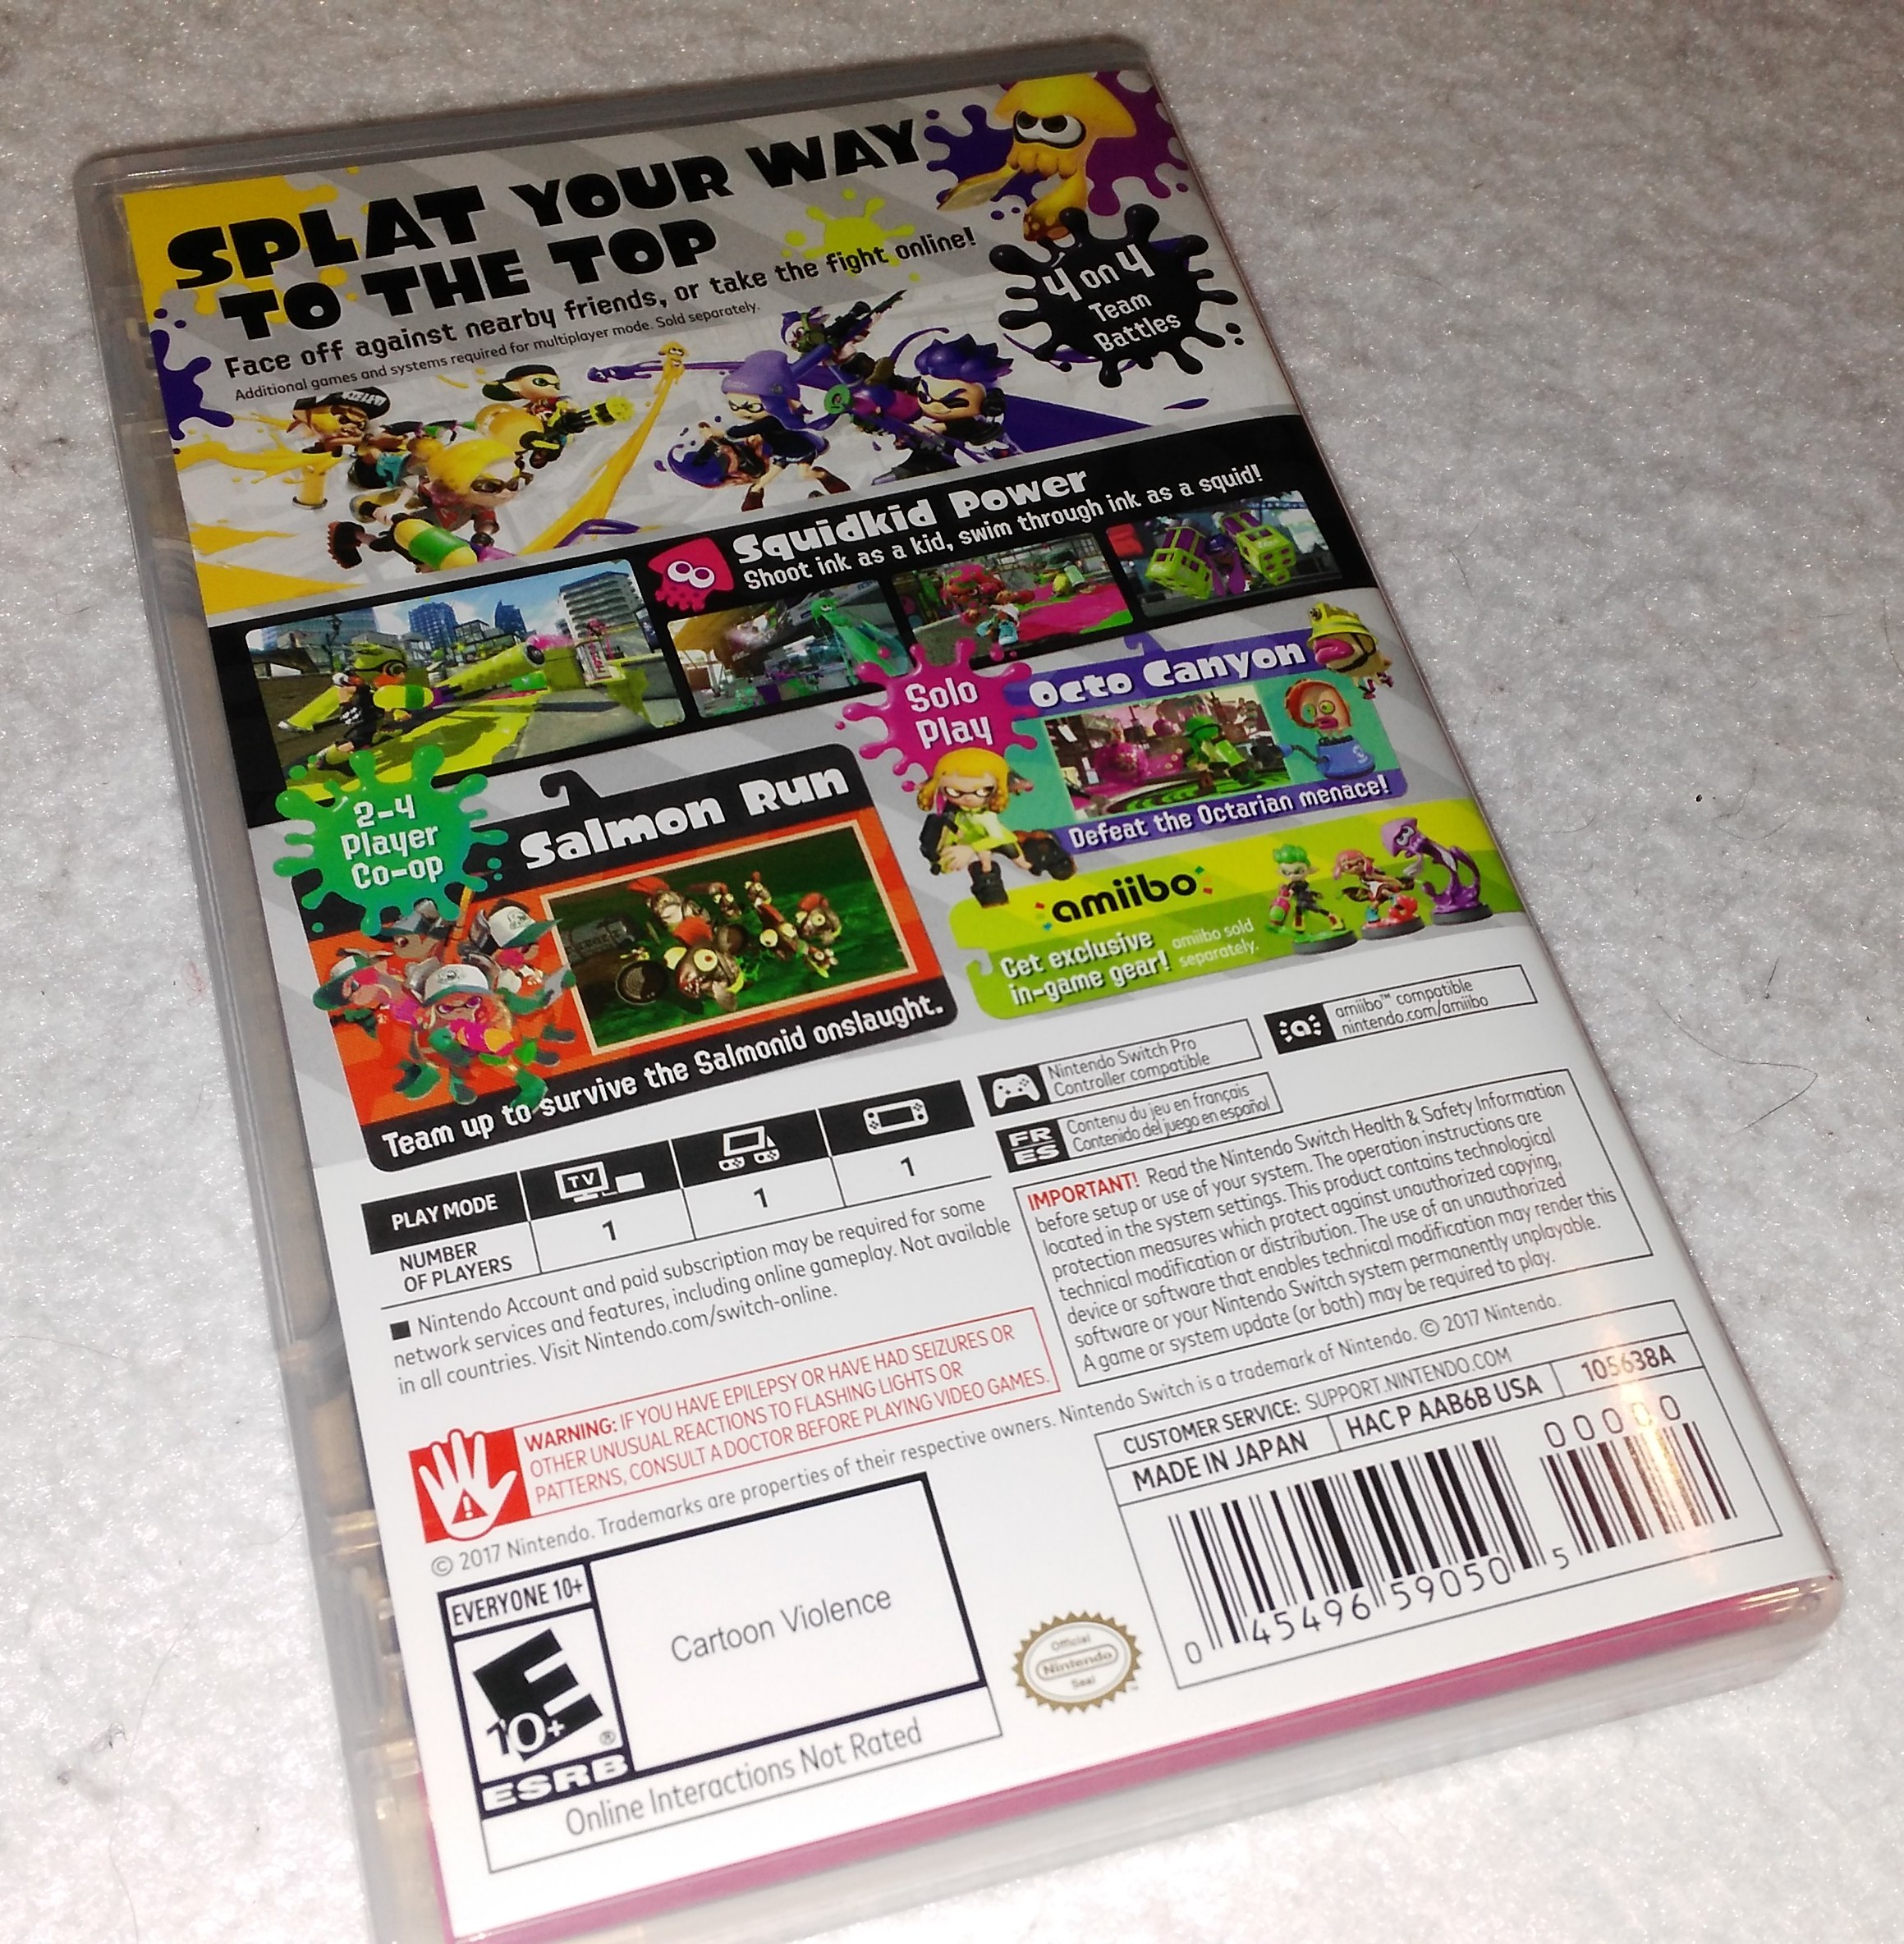 SPLAT YOUR WAY
TO THE TOP
Face off against nearby friends, or take the fight online!
Additional games and systems required for multiplayer mode. Sold separately.
4 on 4
Team
Battles
Squidkid Power
Shoot ink as a kid, swim through ink as a squid!
Solo
Play
Octo Canyon
Defeat the Octarian menace!
2-4
Player
Co-op
Salmon Run
Team up to survive the Salmonid onslaught.
amiibo
Get exclusive
in-game gear!
amiibo sold
separately.
PLAY MODE
TV
NUMBER
OF PLAYERS
1
1
1
Nintendo Switch Pro
Controller compatible
amiibo™ compatible
nintendo.com/amiibo
FR
ES
Contenu du jeu en français
Contenido del juego en español
■ Nintendo Account and paid subscription may be required for some
network services and features, including online gameplay. Not available
in all countries. Visit Nintendo.com/switch-online.
IMPORTANT! Read the Nintendo Switch Health & Safety Information
before setup or use of your system. The operation instructions are
located in the system settings. This product contains technological
protection measures which protect against unauthorized copying,
technical modification or distribution. The use of an unauthorized
device or software that enables technical modification may render this
software or your Nintendo Switch system permanently unplayable.
A game or system update (or both) may be required to play.
WARNING: IF YOU HAVE EPILEPSY OR HAVE HAD SEIZURES OR
OTHER UNUSUAL REACTIONS TO FLASHING LIGHTS OR
PATTERNS, CONSULT A DOCTOR BEFORE PLAYING VIDEO GAMES.
© 2017 Nintendo. Trademarks are properties of their respective owners. Nintendo Switch is a trademark of Nintendo. © 2017 Nintendo.
CUSTOMER SERVICE: SUPPORT.NINTENDO.COM
MADE IN JAPAN
HAC P AAB6B USA
105638A
00000
0 45496 59050 5
EVERYONE 10+
E
10+
®
ESRB
Cartoon Violence
Online Interactions Not Rated
Official
Nintendo
Seal